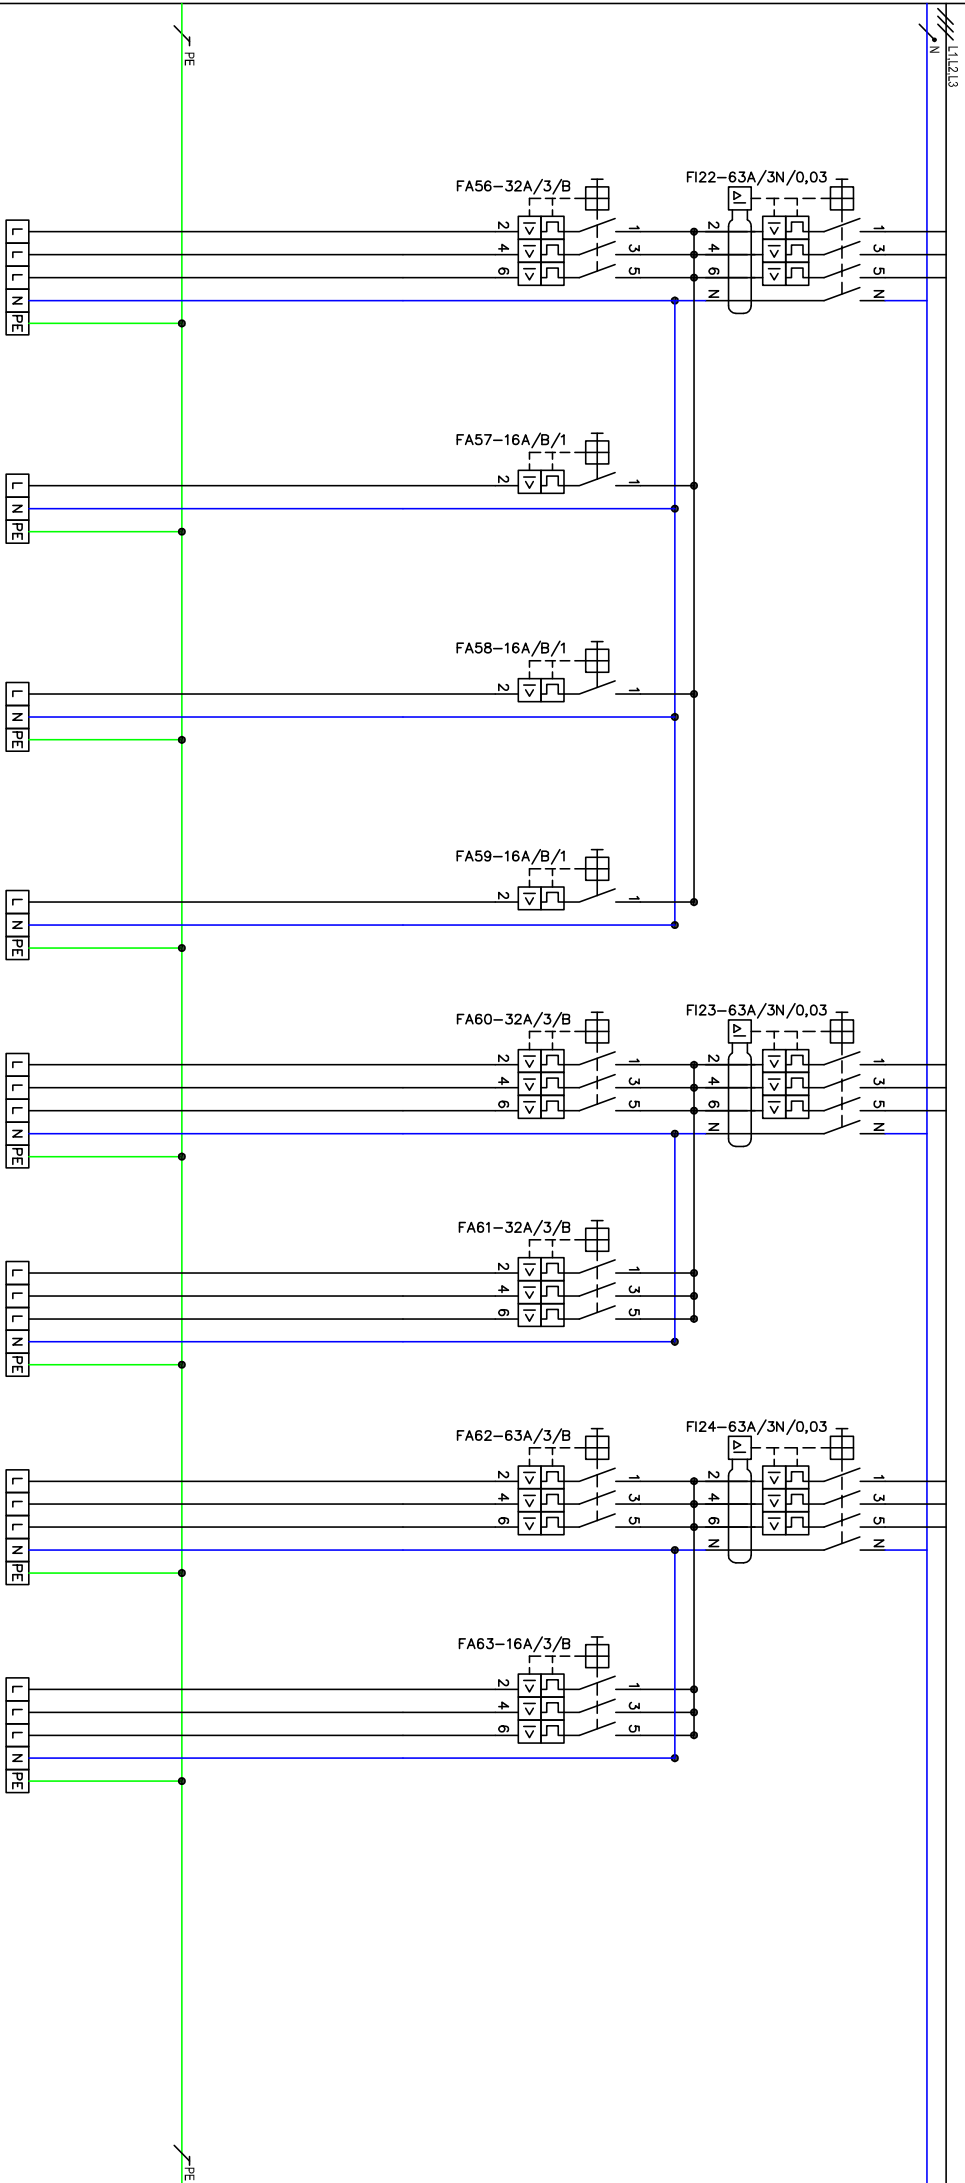 L1,L2,L3
N
PE
FA56-32A/3/B
FI22-63A/3N/0,03
L
L
L
N
PE
2
4
6
1
3
5
2
4
6
N
1
3
5
N
FA57-16A/B/1
L
N
PE
2
1
FA58-16A/B/1
L
N
PE
2
1
FA59-16A/B/1
L
N
PE
2
1
FA60-32A/3/B
FI23-63A/3N/0,03
L
L
L
N
PE
2
4
6
1
3
5
2
4
6
N
1
3
5
N
FA61-32A/3/B
L
L
L
N
PE
2
4
6
1
3
5
FA62-63A/3/B
FI24-63A/3N/0,03
L
L
L
N
PE
2
4
6
1
3
5
2
4
6
N
1
3
5
N
FA63-16A/3/B
L
L
L
N
PE
2
4
6
1
3
5
PE